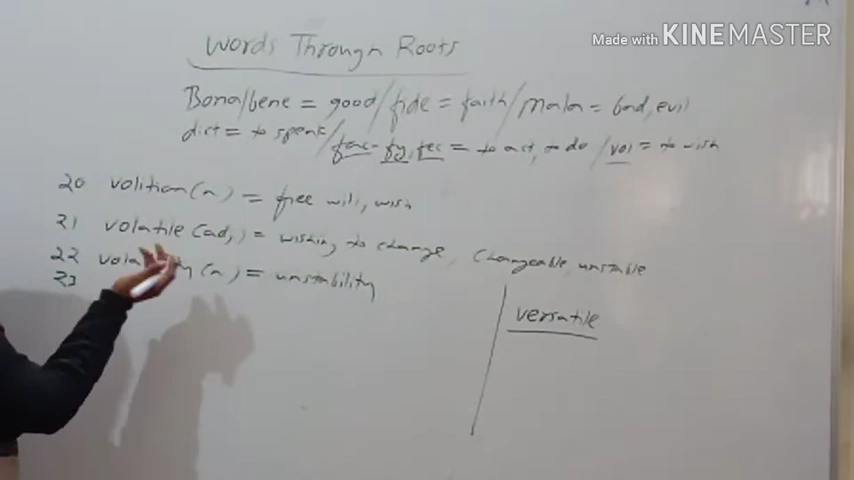 Made with KINEMASTER
Words Through Roots
Bona/bene = good/fide = faith/mala = bad, evil
dict = to speak/fac-fy, fec = to act, to do/vol = to wish
20 volition (n) = free will, wish
21 volatile (adj) = wishing to change, changeable, unstable
22 (n) = unstability
23
versatile